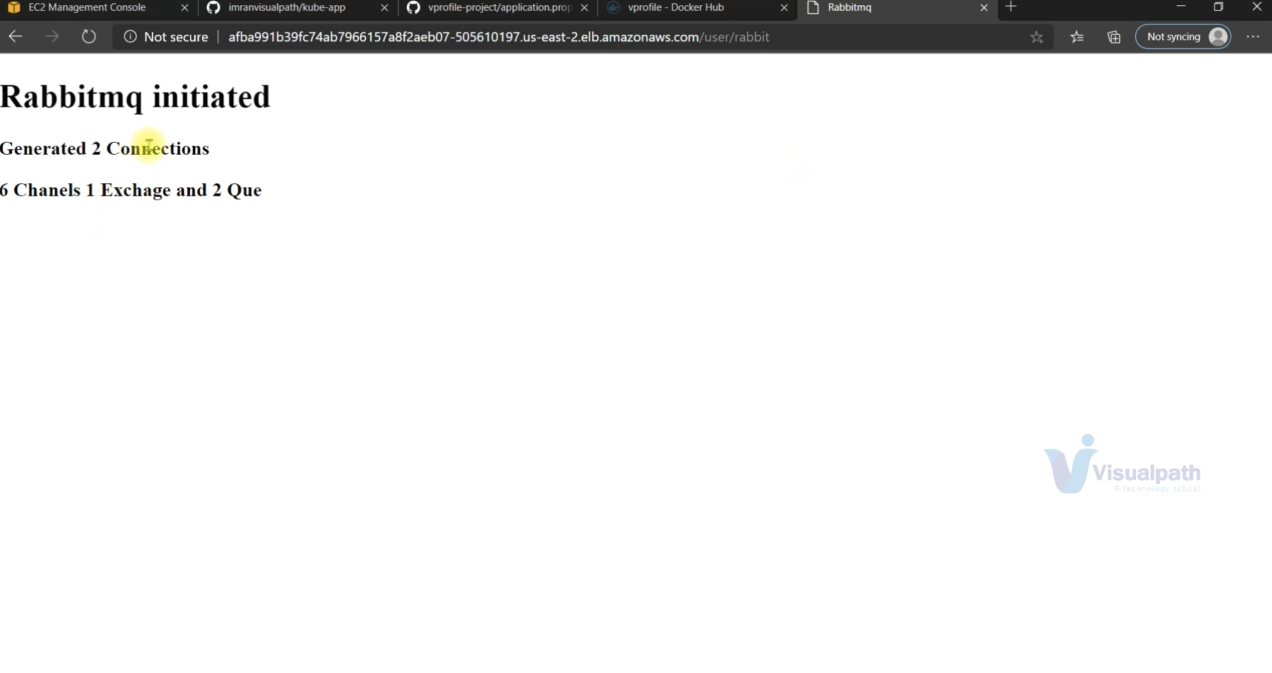 EC2 Management Console
imranvisualpath/kube-app
vprofile-project/application.prop
vprofile - Docker Hub
Rabbitmq
Not secure | afba991b39fc74ab7966157a8f2aeb07-505610197.us-east-2.elb.amazonaws.com/user/rabbit
Not syncing
Rabbitmq initiated
Generated 2 Connections
6 Chanels 1 Exchage and 2 Que
Visualpath
A technology school